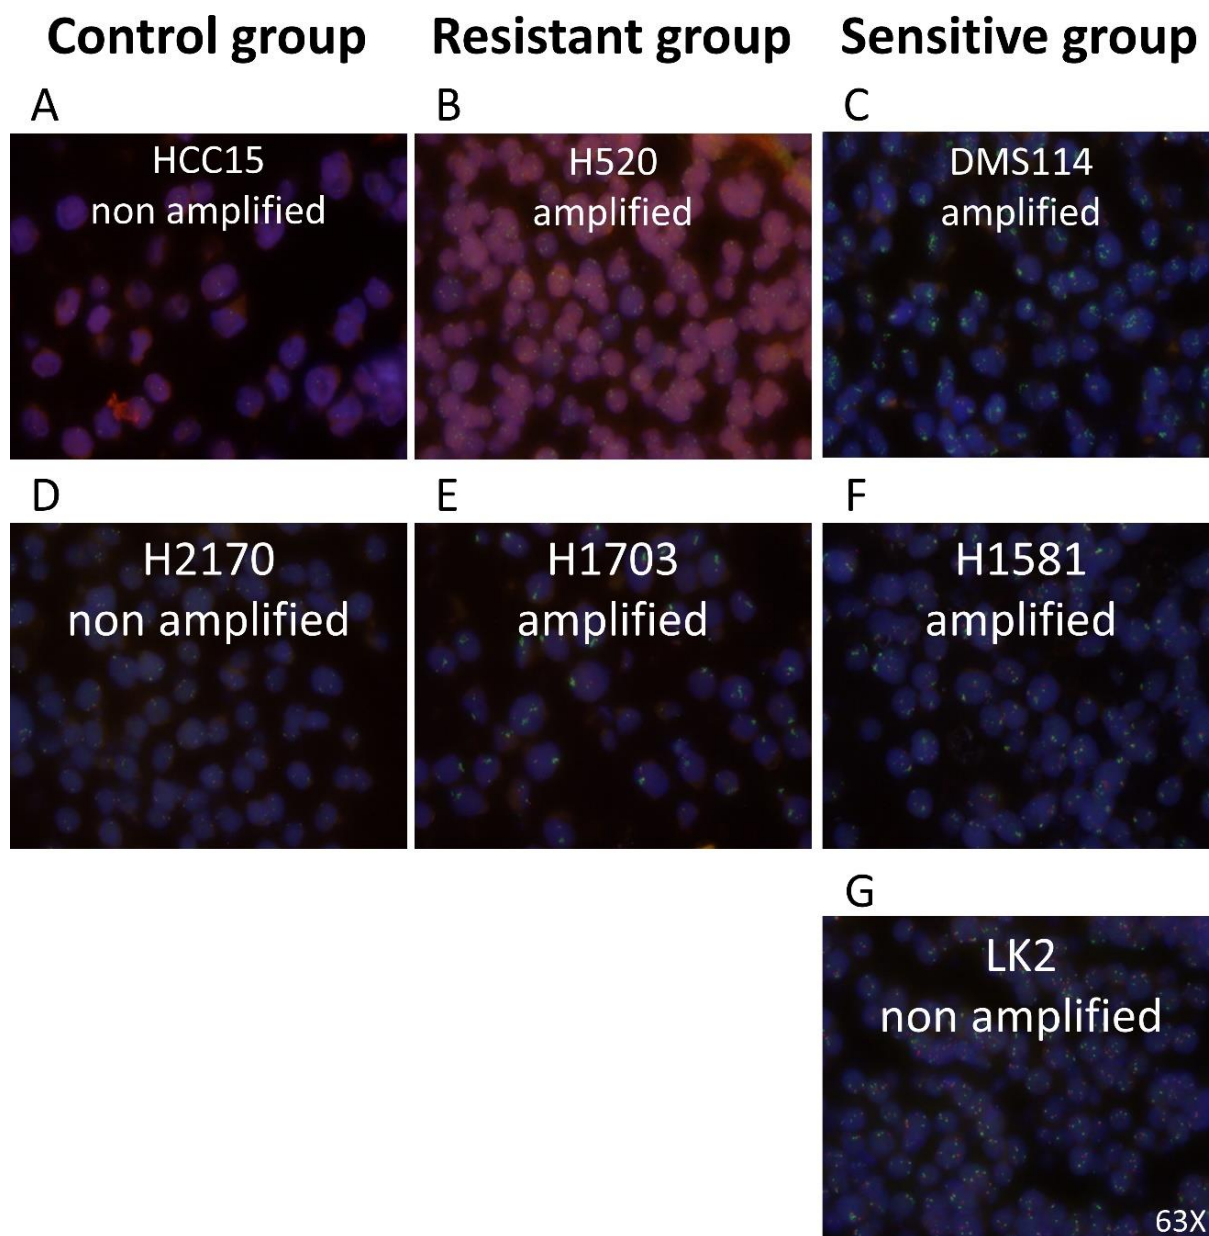 Control group
Resistant group
Sensitive group
A
B
C
HCC15
non amplified
H520
amplified
DMS114
amplified
D
E
F
H2170
non amplified
H1703
amplified
H1581
amplified
G
LK2
non amplified
63X